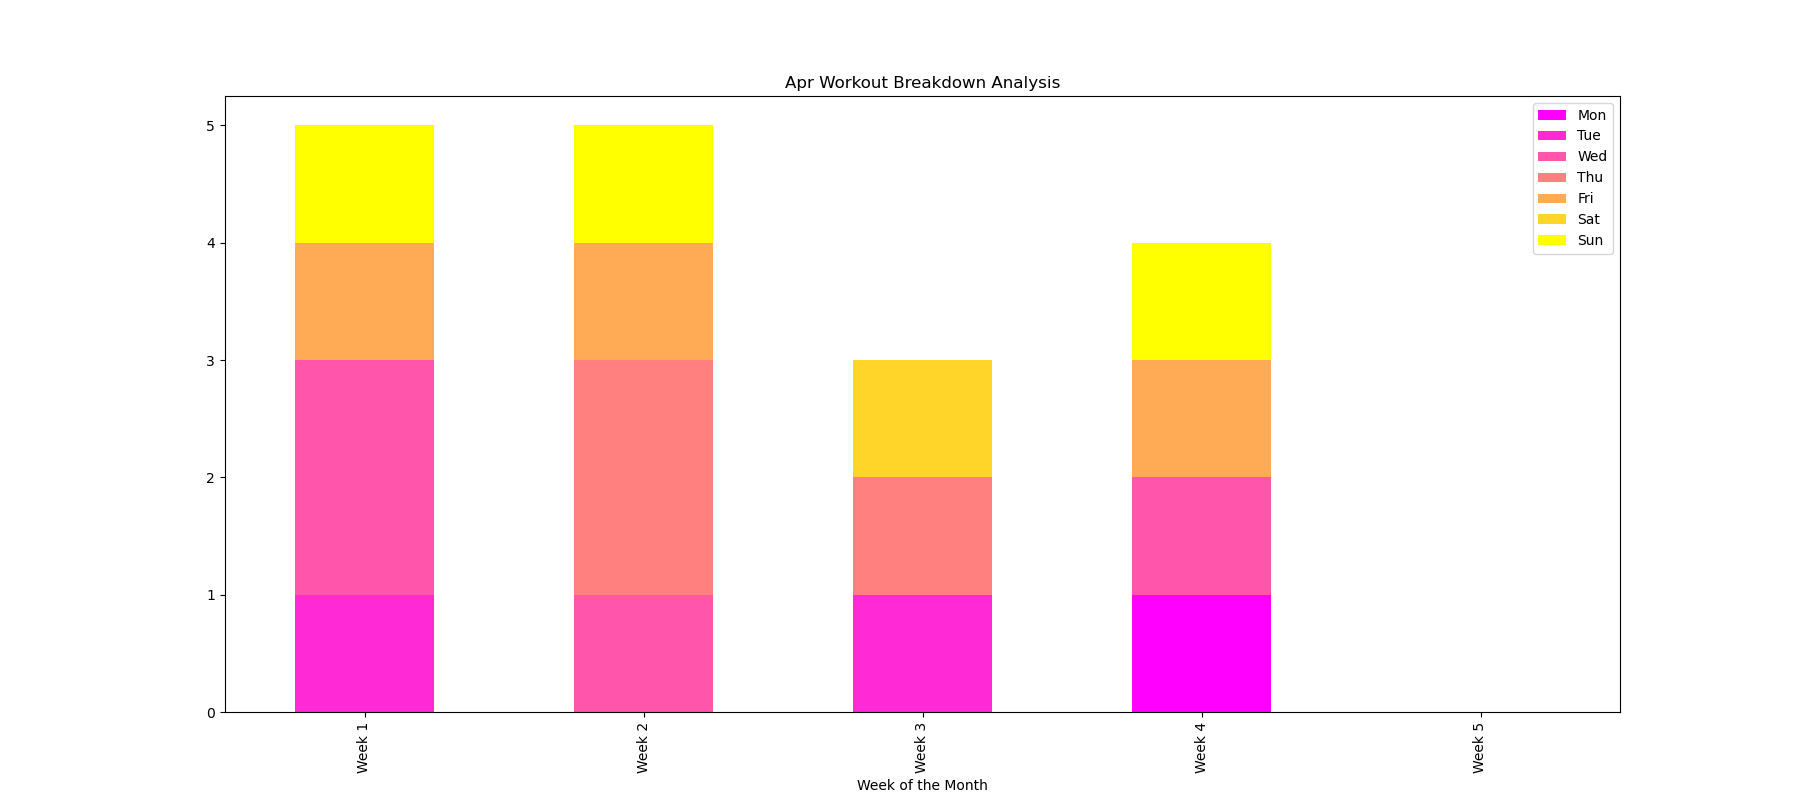 Apr Workout Breakdown Analysis
5
4
3
2
1
0
Mon
Tue
Wed
Thu
Fri
Sat
Sun
Week 1
Week 2
Week 3
Week 4
Week 5
Week of the Month